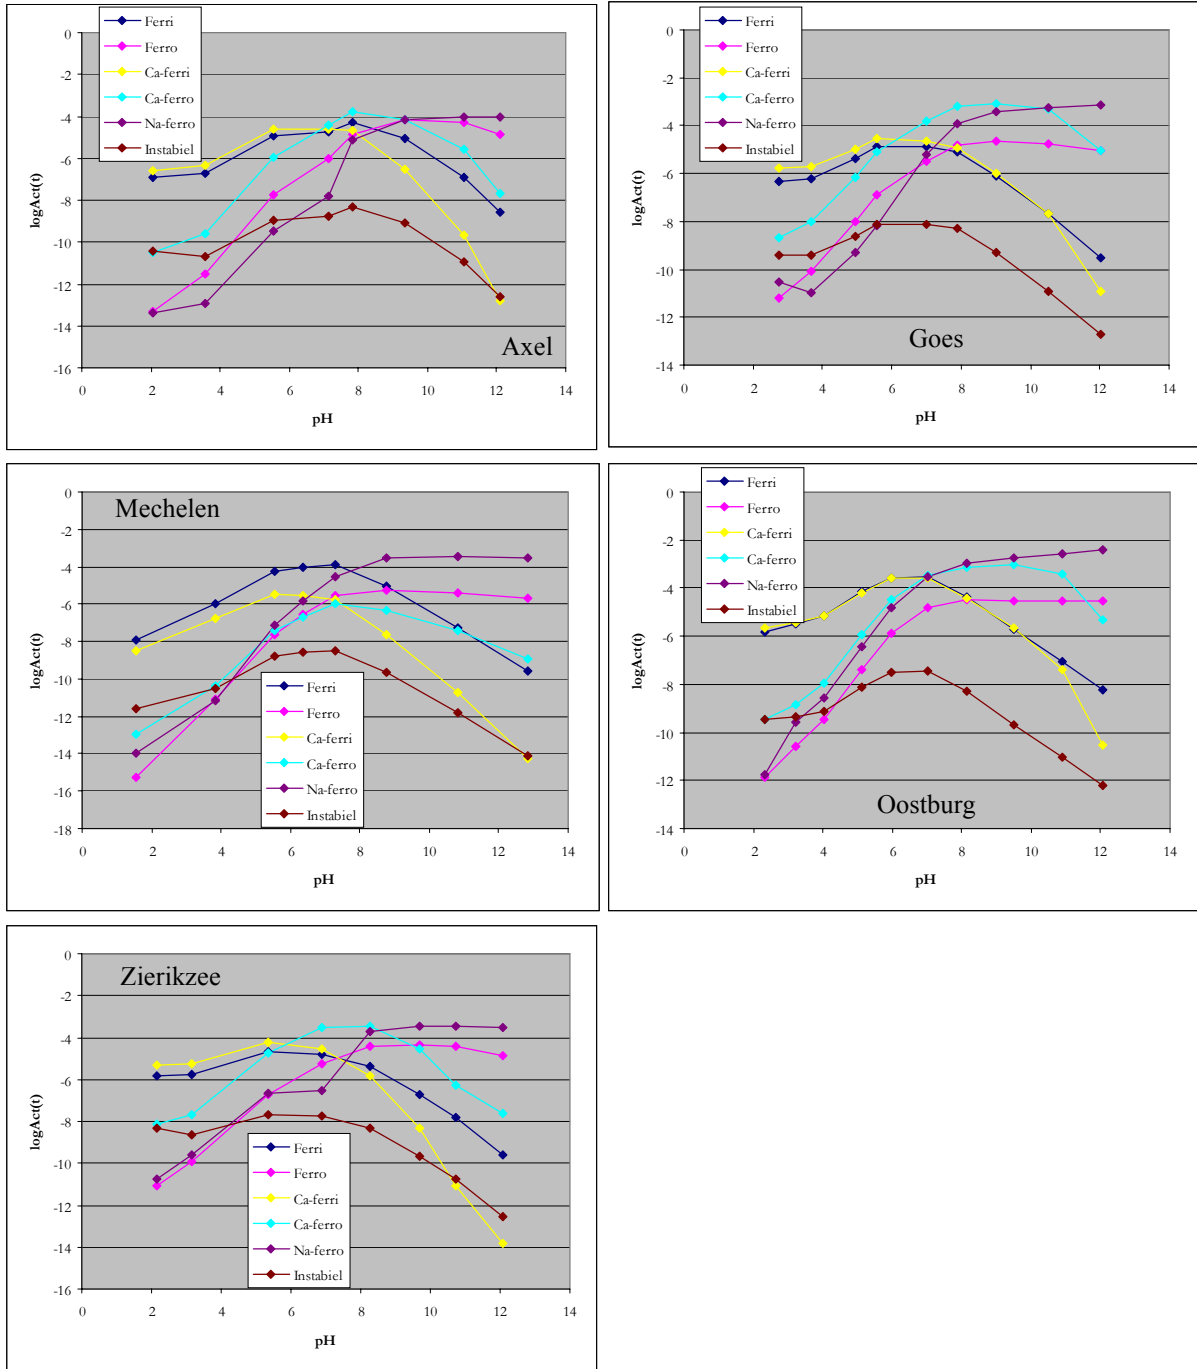 Ferri
Ferro
Ca-ferri
Ca-ferro
Na-ferro
Instabiel
0
-2
-4
-6
-8
-10
-12
-14
-16
logAct(t)
Axel
0 2 4 6 8 10 12 14
pH
Ferri
Ferro
Ca-ferri
Ca-ferro
Na-ferro
Instabiel
0
-2
-4
-6
-8
-10
-12
-14
logAct(t)
Goes
0 2 4 6 8 10 12 14
pH
Mechelen
0
-2
-4
-6
-8
-10
-12
-14
-16
-18
logAct(t)
Ferri
Ferro
Ca-ferri
Ca-ferro
Na-ferro
Instabiel
0 2 4 6 8 10 12 14
pH
Ferri
Ferro
Ca-ferri
Ca-ferro
Na-ferro
Instabiel
0
-2
-4
-6
-8
-10
-12
-14
logAct(t)
Oostburg
0 2 4 6 8 10 12 14
pH
Zierikzee
0
-2
-4
-6
-8
-10
-12
-14
-16
logAct(t)
Ferri
Ferro
Ca-ferri
Ca-ferro
Na-ferro
Instabiel
0 2 4 6 8 10 12 14
pH